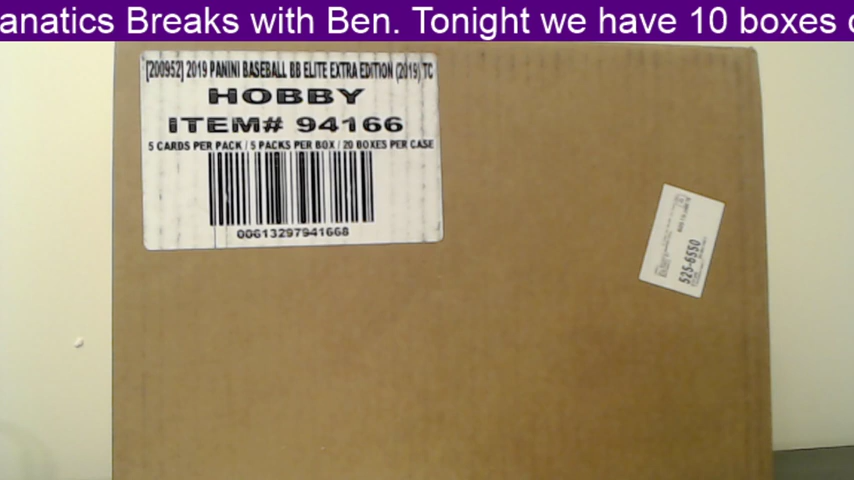 anatics Breaks with Ben. Tonight we have 10 boxes
[200952] 2019 PANINI BASEBALL BB ELITE EXTRA EDITION (2019) TC
HOBBY
ITEM# 94166
5 CARDS PER PACK / 5 PACKS PER BOX / 20 BOXES PER CASE
00613297941668
525-6550